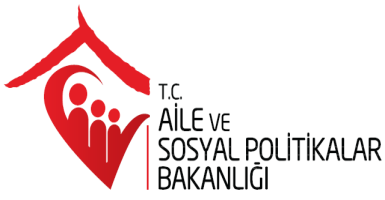 T.C.
AİLE VE
SOSYAL POLİTİKALAR
BAKANLIĞI